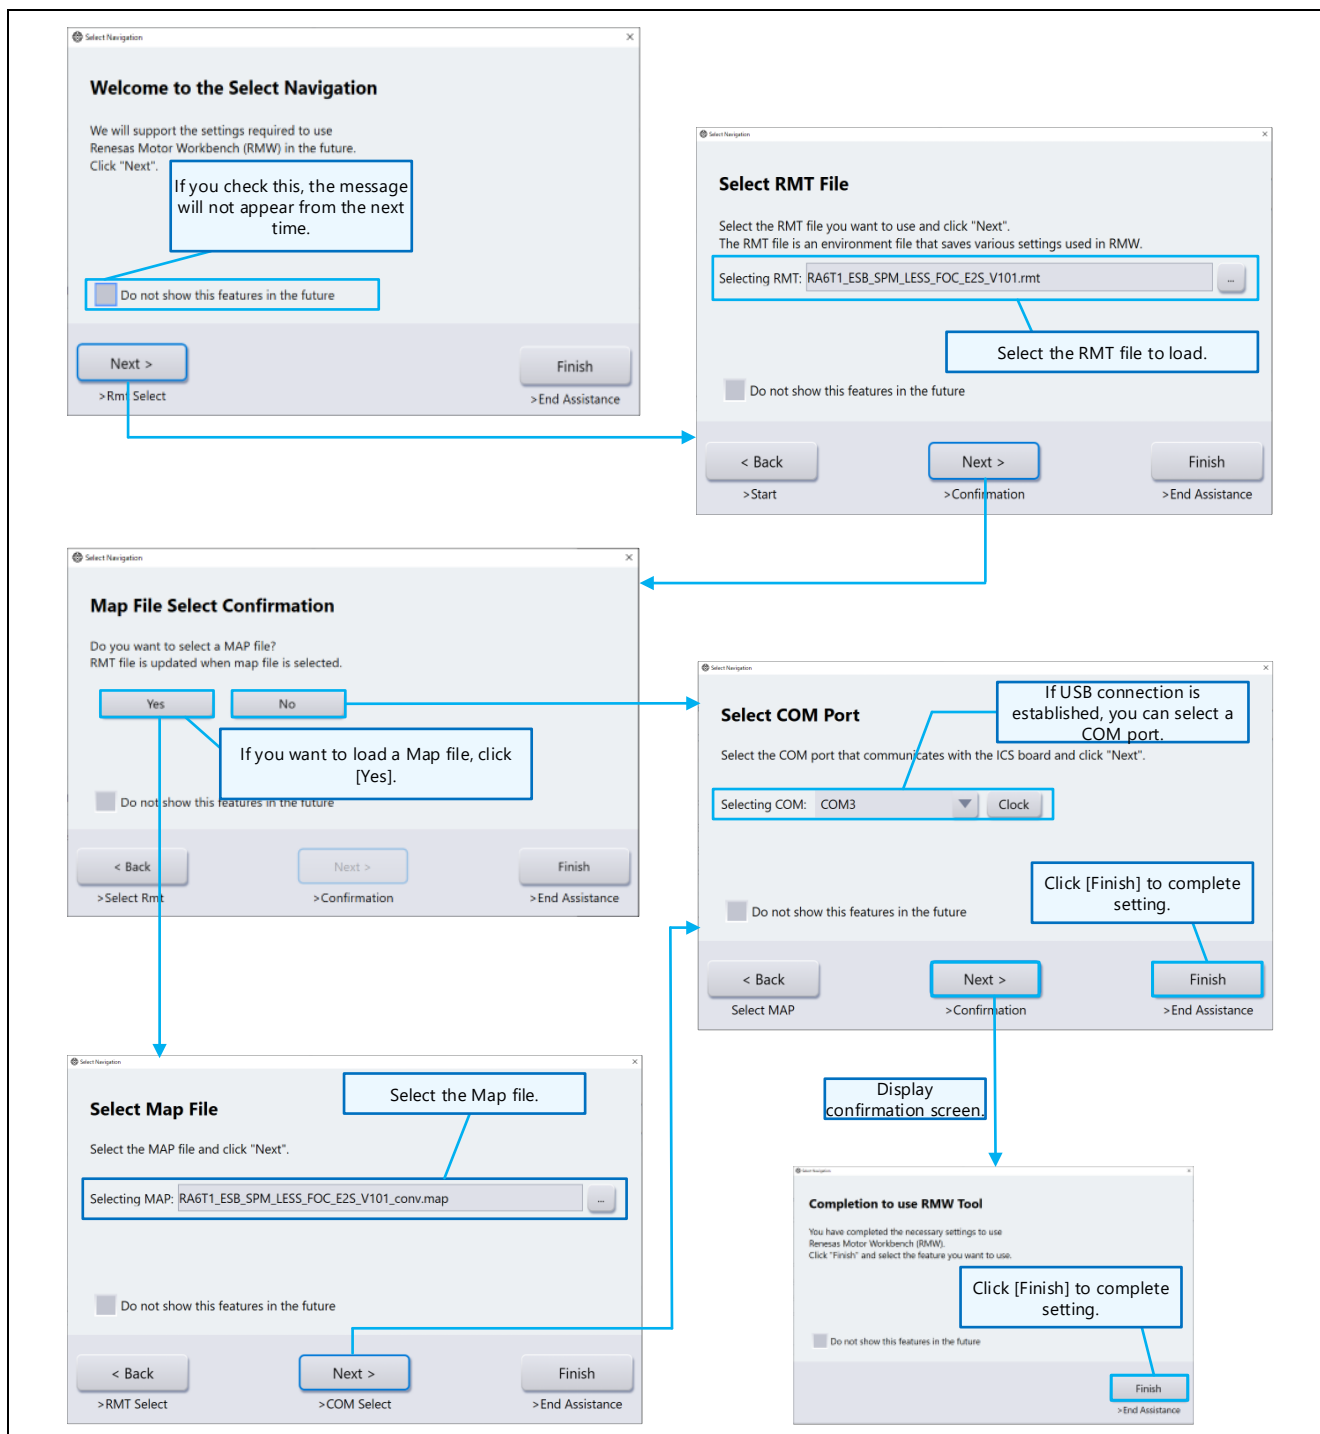 Select Navigation
Welcome to the Select Navigation
We will support the settings required to use
Renesas Motor Workbench (RMW) in the future.
Click "Next".
If you check this, the message
will not appear from the next
time.
Do not show this features in the future
Next >
>Rmt Select
Finish
>End Assistance
Select Navigation
Select RMT File
Select the RMT file you want to use and click "Next".
The RMT file is an environment file that saves various settings used in RMW.
Selecting RMT: RA6T1_ESB_SPM_LESS_FOC_E2S_V101.rmt ...
Select the RMT file to load.
Do not show this features in the future
< Back
>Start
Next >
>Confirmation
Finish
>End Assistance
Select Navigation
Map File Select Confirmation
Do you want to select a MAP file?
RMT file is updated when map file is selected.
Yes
No
If you want to load a Map file, click
[Yes].
Do not show this features in the future
< Back
>Select Rmt
Next >
>Confirmation
Finish
>End Assistance
Select Navigation
Select COM Port
If USB connection is
established, you can select a
COM port.
Select the COM port that communicates with the ICS board and click "Next".
Selecting COM: COM3 Clock
Click [Finish] to complete
setting.
Do not show this features in the future
< Back
Select MAP
Next >
>Confirmation
Finish
>End Assistance
Select Navigation
Select Map File
Select the Map file.
Select the MAP file and click "Next".
Selecting MAP: RA6T1_ESB_SPM_LESS_FOC_E2S_V101_conv.map ...
Do not show this features in the future
< Back
>RMT Select
Next >
>COM Select
Finish
>End Assistance
Display
confirmation screen.
Select Navigation
Completion to use RMW Tool
You have completed the necessary settings to use
Renesas Motor Workbench (RMW).
Click "Finish" and select the feature you want to use.
Click [Finish] to complete
setting.
Do not show this features in the future
Finish
>End Assistance